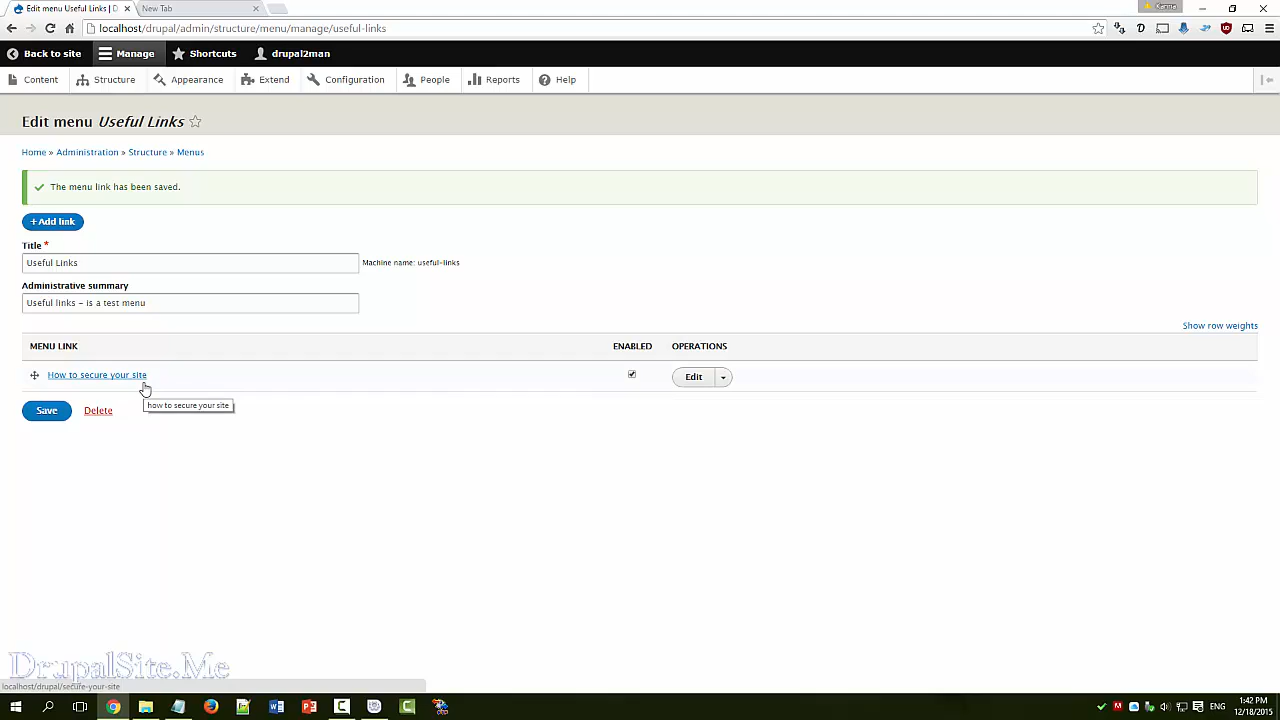 Edit menu Useful Links | D
New Tab
Karma
localhost/drupal/admin/structure/menu/manage/useful-links
Back to site
Manage
Shortcuts
drupal2man
Content
Structure
Appearance
Extend
Configuration
People
Reports
Help
Edit menu Useful Links
Home » Administration » Structure » Menus
The menu link has been saved.
+Add link
Title *
Useful Links
Machine name: useful-links
Administrative summary
Useful links – is a test menu
Show row weights
MENU LINK
ENABLED
OPERATIONS
How to secure your site
Edit
how to secure your site
Save
Delete
DrupalSite.Me
localhost/drupal/secure-your-site
ENG
1:42 PM
12/18/2015